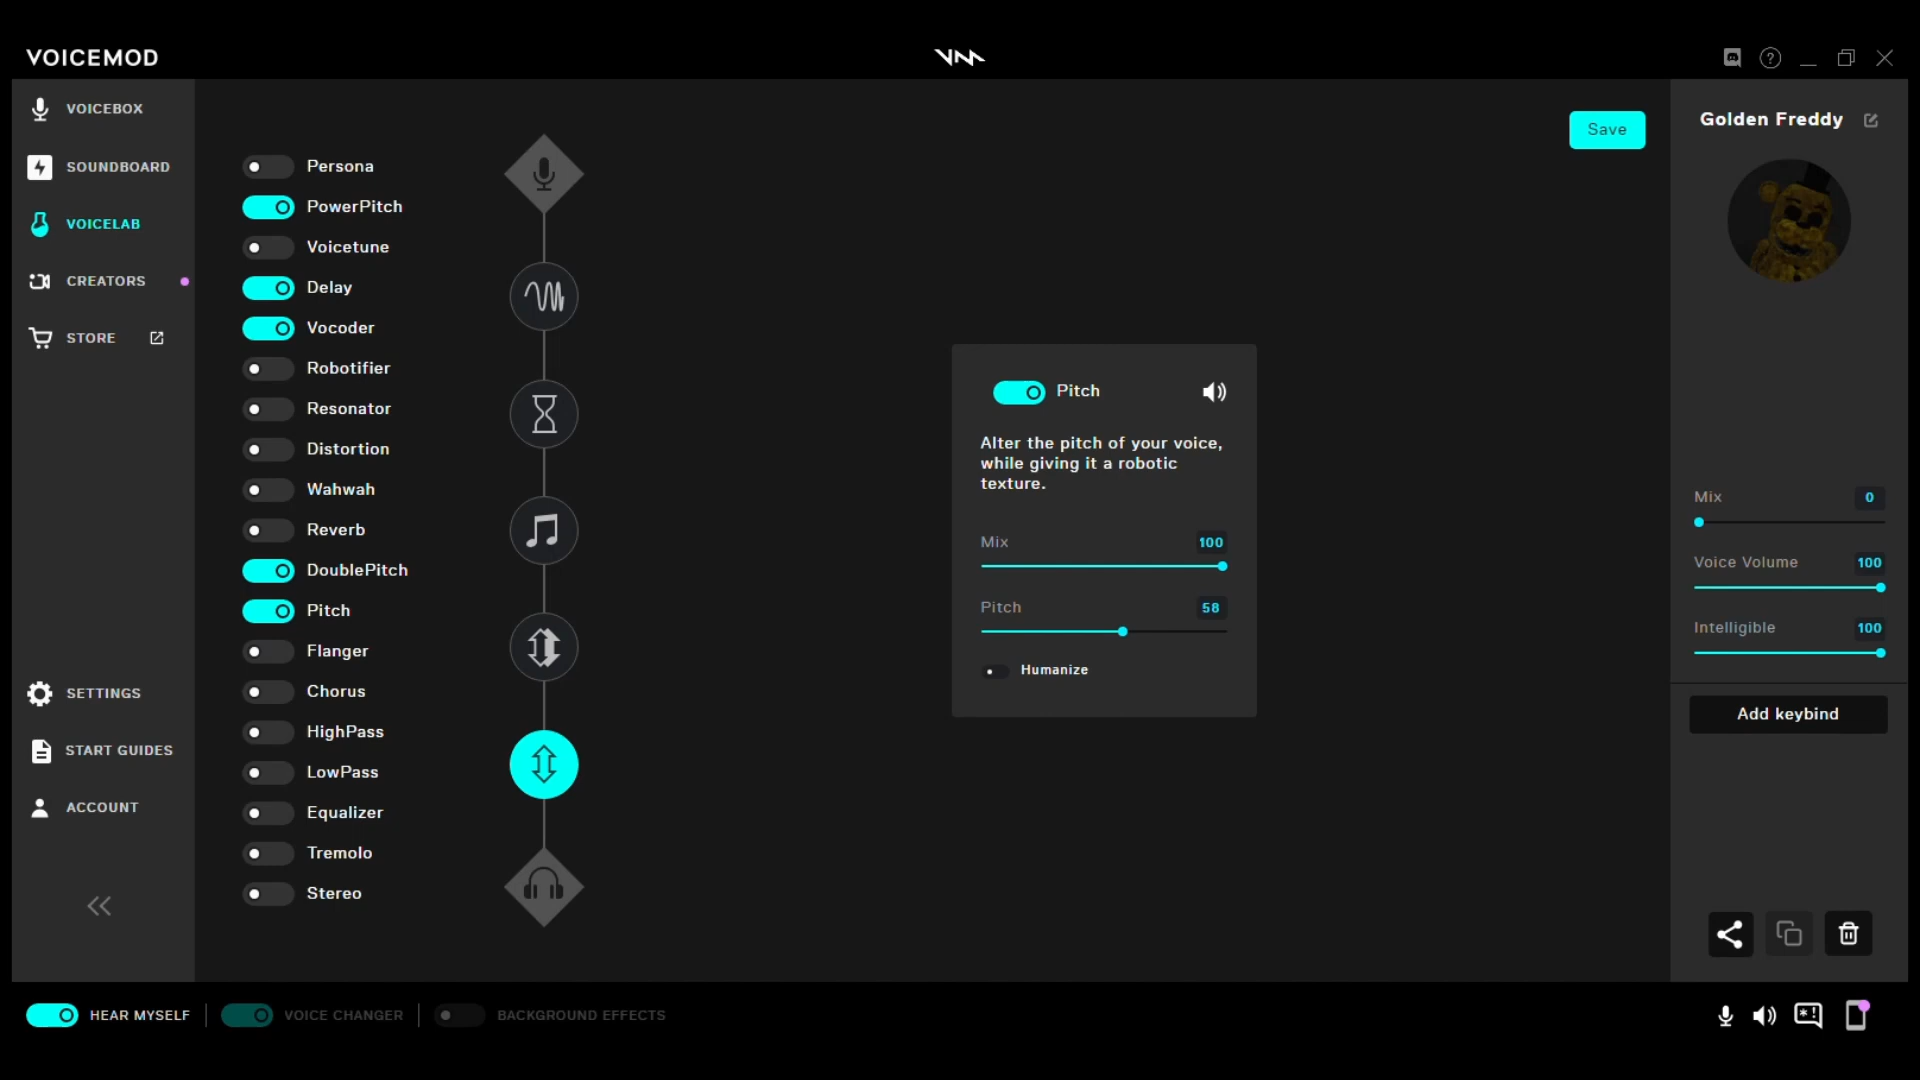 VOICEMOD
VOICEBOX
SOUNDBOARD
VOICELAB
CREATORS
STORE
SETTINGS
START GUIDES
ACCOUNT
Persona
PowerPitch
Voicetune
Delay
Vocoder
Robotifier
Resonator
Distortion
Wahwah
Reverb
DoublePitch
Pitch
Flanger
Chorus
HighPass
LowPass
Equalizer
Tremolo
Stereo
Pitch
Alter the pitch of your voice,
while giving it a robotic
texture.
Mix 100
Pitch 58
Humanize
Save
Golden Freddy
Mix 0
Voice Volume 100
Intelligible 100
Add keybind
HEAR MYSELF
VOICE CHANGER
BACKGROUND EFFECTS